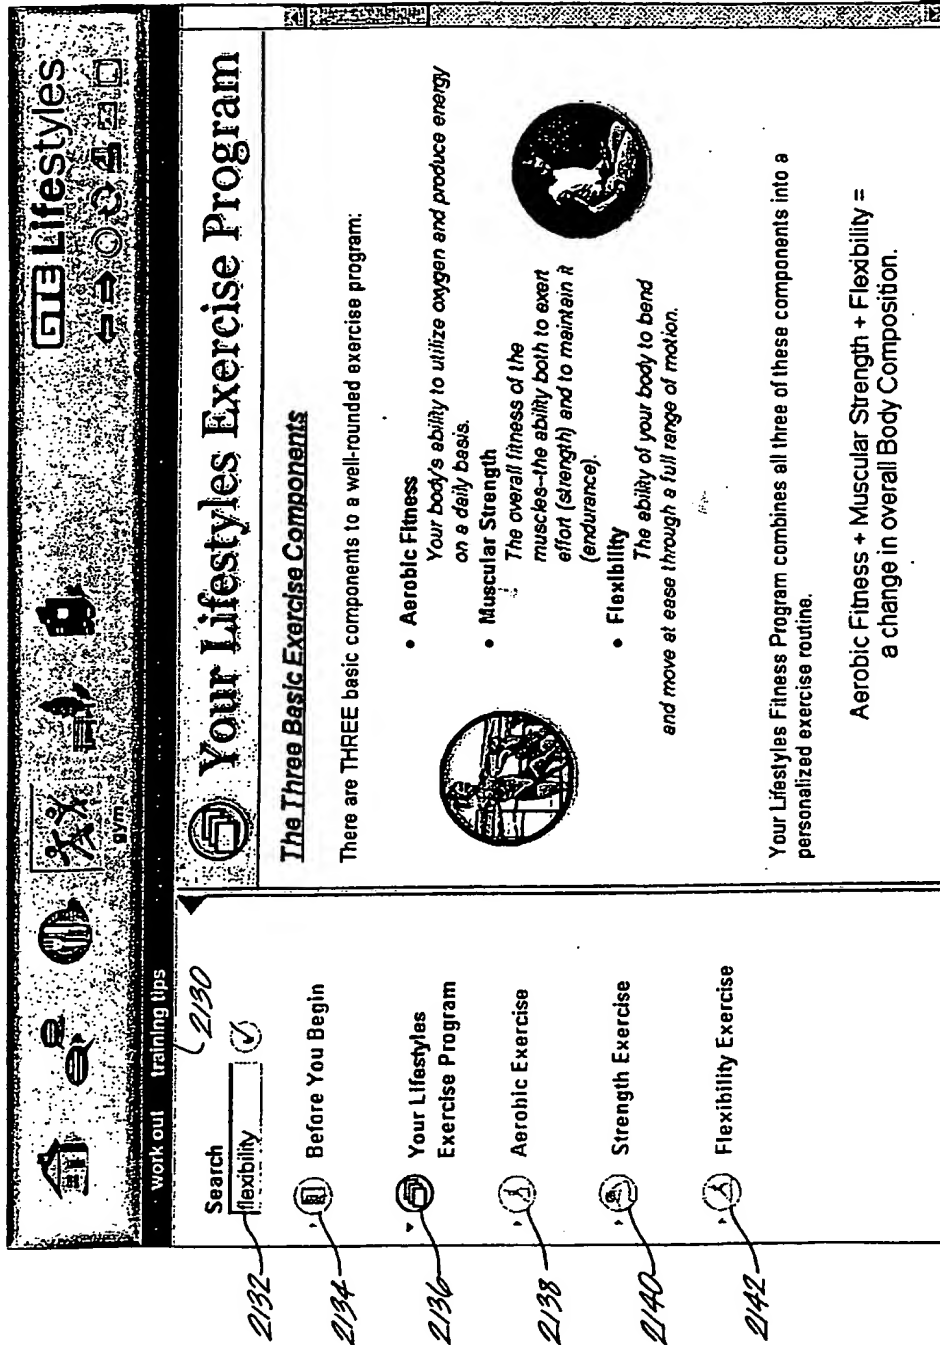 GTE Lifestyles
gym
work out training tips
2130
Search
flexibility
2132
Before You Begin
2134
Your Lifestyles
Exercise Program
2136
Aerobic Exercise
2138
Strength Exercise
2140
Flexibility Exercise
2142
Your Lifestyles Exercise Program
The Three Basic Exercise Components
There are THREE basic components to a well-rounded exercise program:
• Aerobic Fitness
Your body's ability to utilize oxygen and produce energy
on a daily basis.
• Muscular Strength
The overall fitness of the
muscles--the ability both to exert
effort (strength) and to maintain it
(endurance).
• Flexibility
The ability of your body to bend
and move at ease through a full range of motion.
Your Lifestyles Fitness Program combines all three of these components into a
personalized exercise routine.
Aerobic Fitness + Muscular Strength + Flexibility =
a change in overall Body Composition.